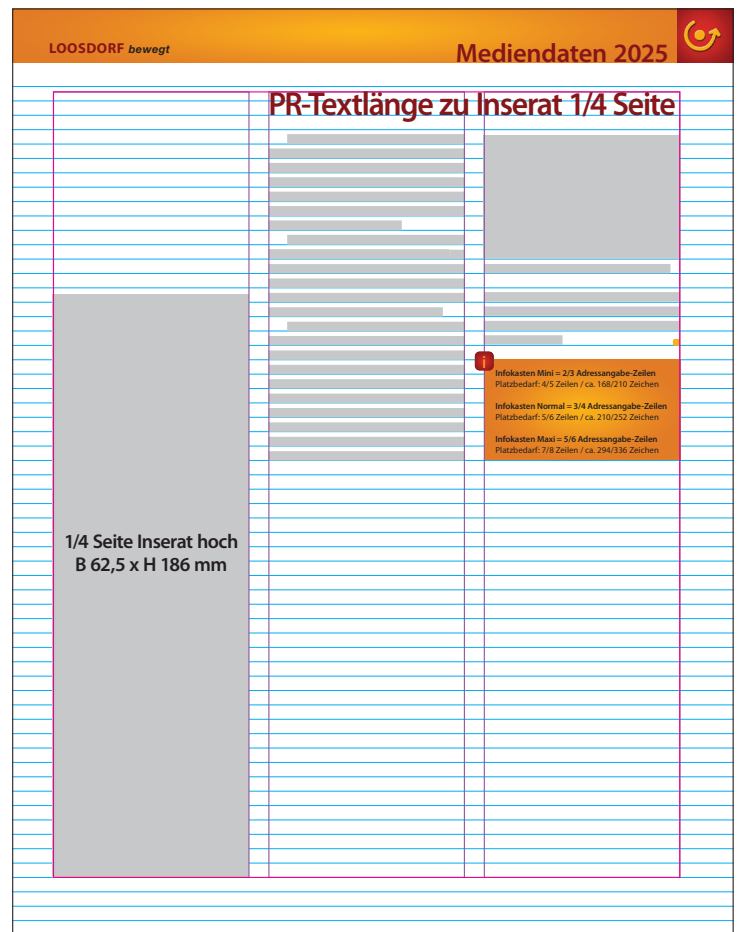 LOOSDORF bewegt
Mediendaten 2025
PR-Textlänge zu Inserat 1/4 Seite
1/4 Seite Inserat hoch
B 62,5 x H 186 mm
i
Infokasten Mini = 2/3 Adressangabe-Zeilen
Platzbedarf: 4/5 Zeilen / ca. 168/210 Zeichen
Infokasten Normal = 3/4 Adressangabe-Zeilen
Platzbedarf: 5/6 Zeilen / ca. 210/252 Zeichen
Infokasten Maxi = 5/6 Adressangabe-Zeilen
Platzbedarf: 7/8 Zeilen / ca. 294/336 Zeichen